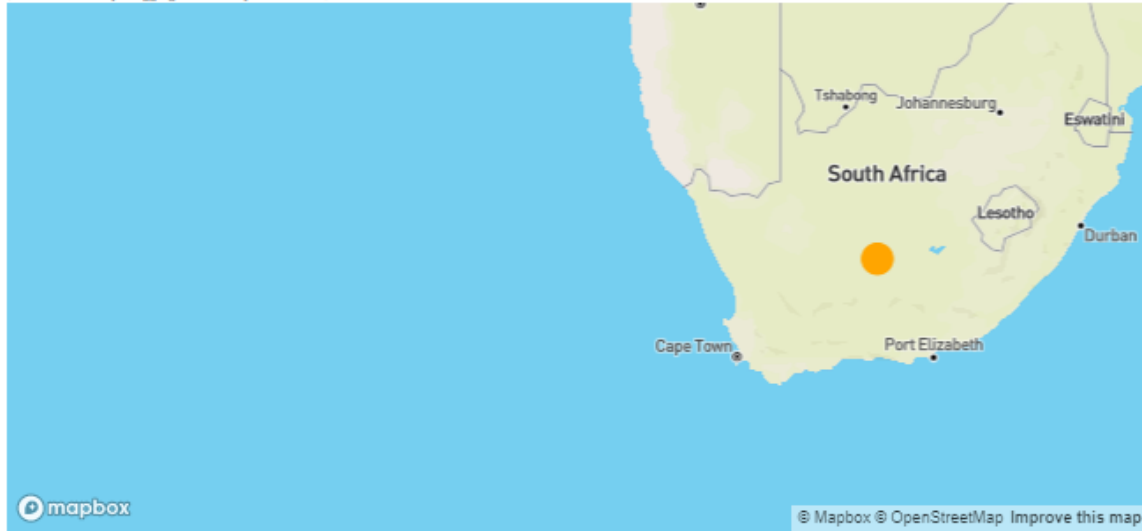 Tshabong
Johannesburg
Eswatini
South Africa
Lesotho
Durban
Cape Town
Port Elizabeth
mapbox
© Mapbox © OpenStreetMap Improve this map